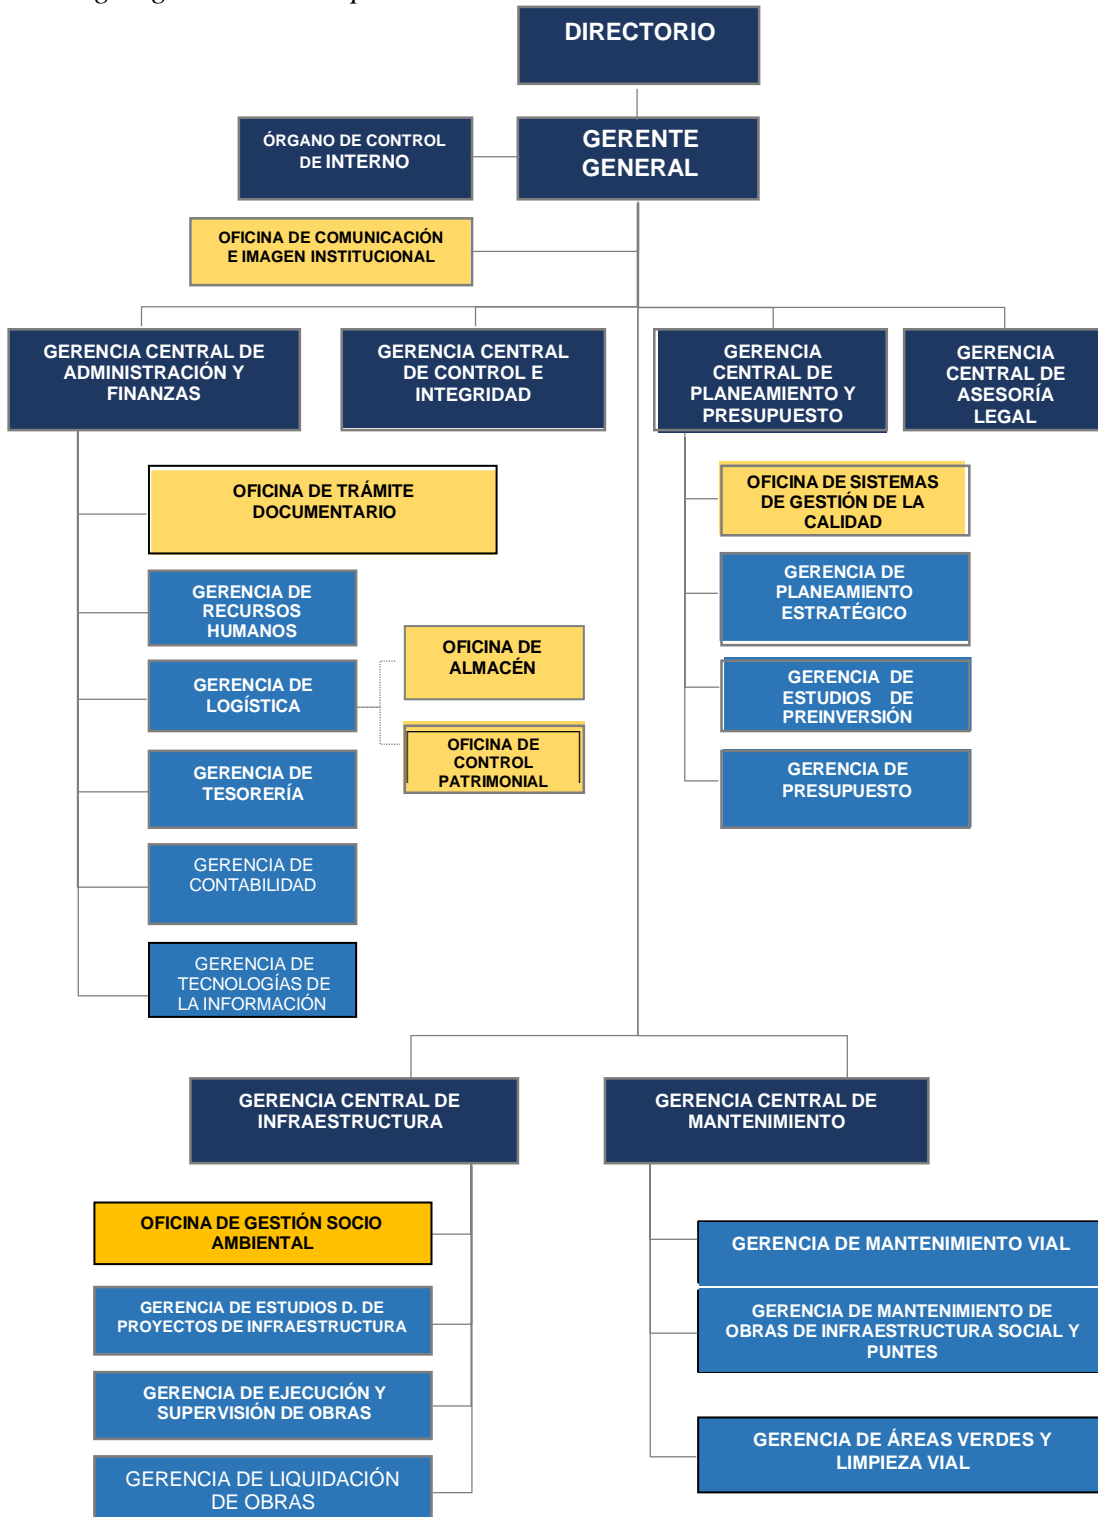 DIRECTORIO
ÓRGANO DE CONTROL
DE INTERNO
GERENTE
GENERAL
OFICINA DE COMUNICACIÓN
E IMAGEN INSTITUCIONAL
GERENCIA CENTRAL DE
ADMINISTRACIÓN Y
FINANZAS
GERENCIA CENTRAL
DE CONTROL E
INTEGRIDAD
GERENCIA
CENTRAL DE
PLANEAMIENTO Y
PRESUPUESTO
GERENCIA
CENTRAL DE
ASESORÍA
LEGAL
OFICINA DE TRÁMITE
DOCUMENTARIO
GERENCIA DE
RECURSOS
HUMANOS
GERENCIA DE
LOGÍSTICA
OFICINA DE
ALMACÉN
OFICINA DE
CONTROL
PATRIMONIAL
GERENCIA DE
TESORERÍA
GERENCIA DE
CONTABILIDAD
GERENCIA DE
TECNOLOGÍAS DE
LA INFORMACIÓN
OFICINA DE SISTEMAS
DE GESTIÓN DE LA
CALIDAD
GERENCIA DE
PLANEAMIENTO
ESTRATÉGICO
GERENCIA DE
ESTUDIOS DE
PREINVERSIÓN
GERENCIA DE
PRESUPUESTO
GERENCIA CENTRAL DE
INFRAESTRUCTURA
GERENCIA CENTRAL DE
MANTENIMIENTO
OFICINA DE GESTIÓN SOCIO
AMBIENTAL
GERENCIA DE ESTUDIOS D. DE
PROYECTOS DE INFRAESTRUCTURA
GERENCIA DE EJECUCIÓN Y
SUPERVISIÓN DE OBRAS
GERENCIA DE LIQUIDACIÓN
DE OBRAS
GERENCIA DE MANTENIMIENTO VIAL
GERENCIA DE MANTENIMIENTO DE
OBRAS DE INFRAESTRUCTURA SOCIAL Y
PUNTES
GERENCIA DE ÁREAS VERDES Y
LIMPIEZA VIAL